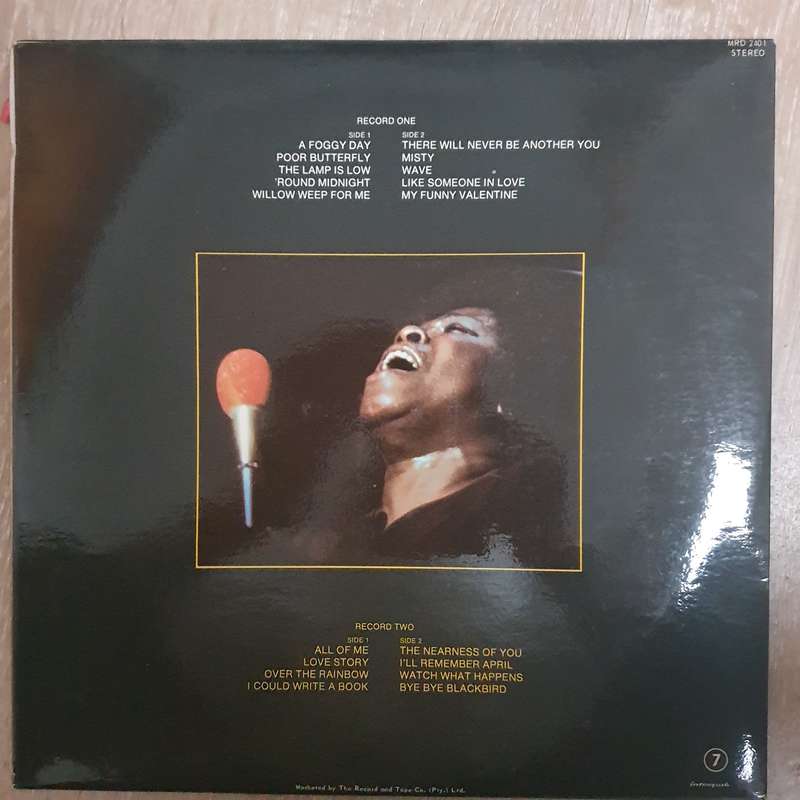 MRD 2401
STEREO
RECORD ONE
SIDE 1
A FOGGY DAY
POOR BUTTERFLY
THE LAMP IS LOW
'ROUND MIDNIGHT
WILLOW WEEP FOR ME
SIDE 2
THERE WILL NEVER BE ANOTHER YOU
MISTY
WAVE
LIKE SOMEONE IN LOVE
MY FUNNY VALENTINE
RECORD TWO
SIDE 1
ALL OF ME
LOVE STORY
OVER THE RAINBOW
I COULD WRITE A BOOK
SIDE 2
THE NEARNESS OF YOU
I'LL REMEMBER APRIL
WATCH WHAT HAPPENS
BYE BYE BLACKBIRD
7
Marketed by The Record and Tape Co. (Pty.) Ltd.